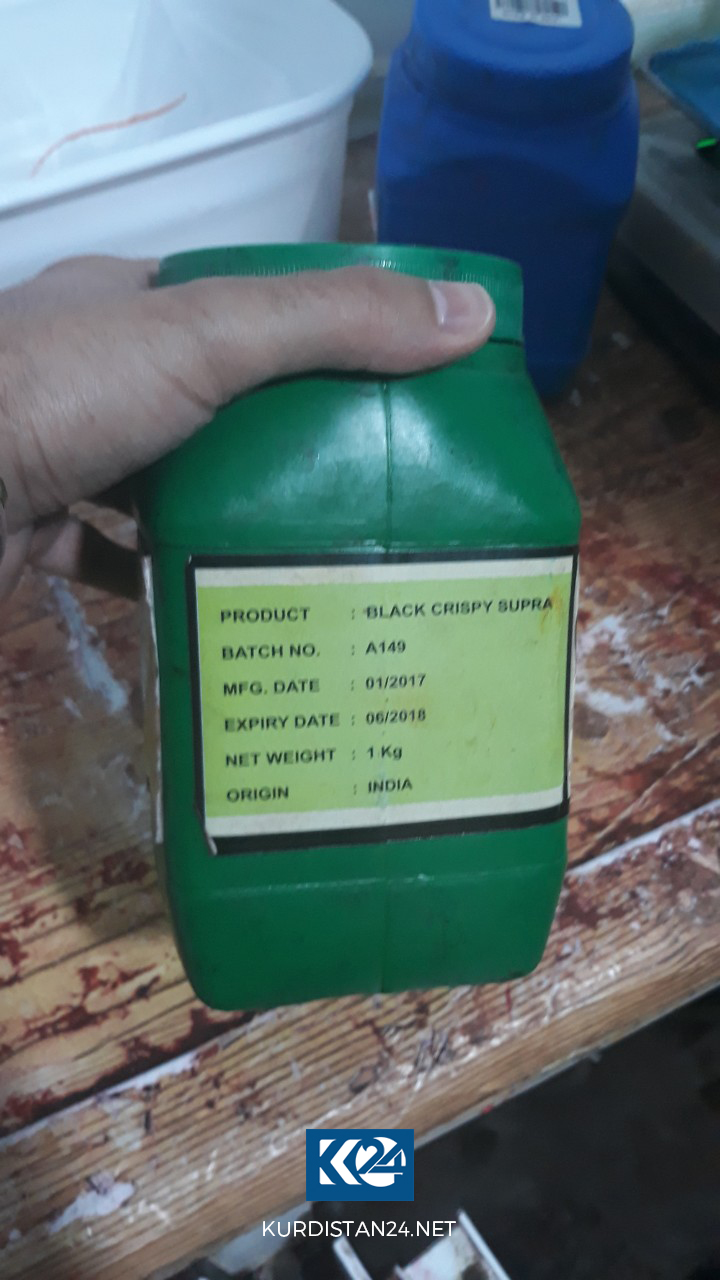 PRODUCT : BLACK CRISPY SUPRA
BATCH NO. : A149
MFG. DATE : 01/2017
EXPIRY DATE : 06/2018
NET WEIGHT : 1 Kg
ORIGIN : INDIA
K24
KURDISTAN24.NET